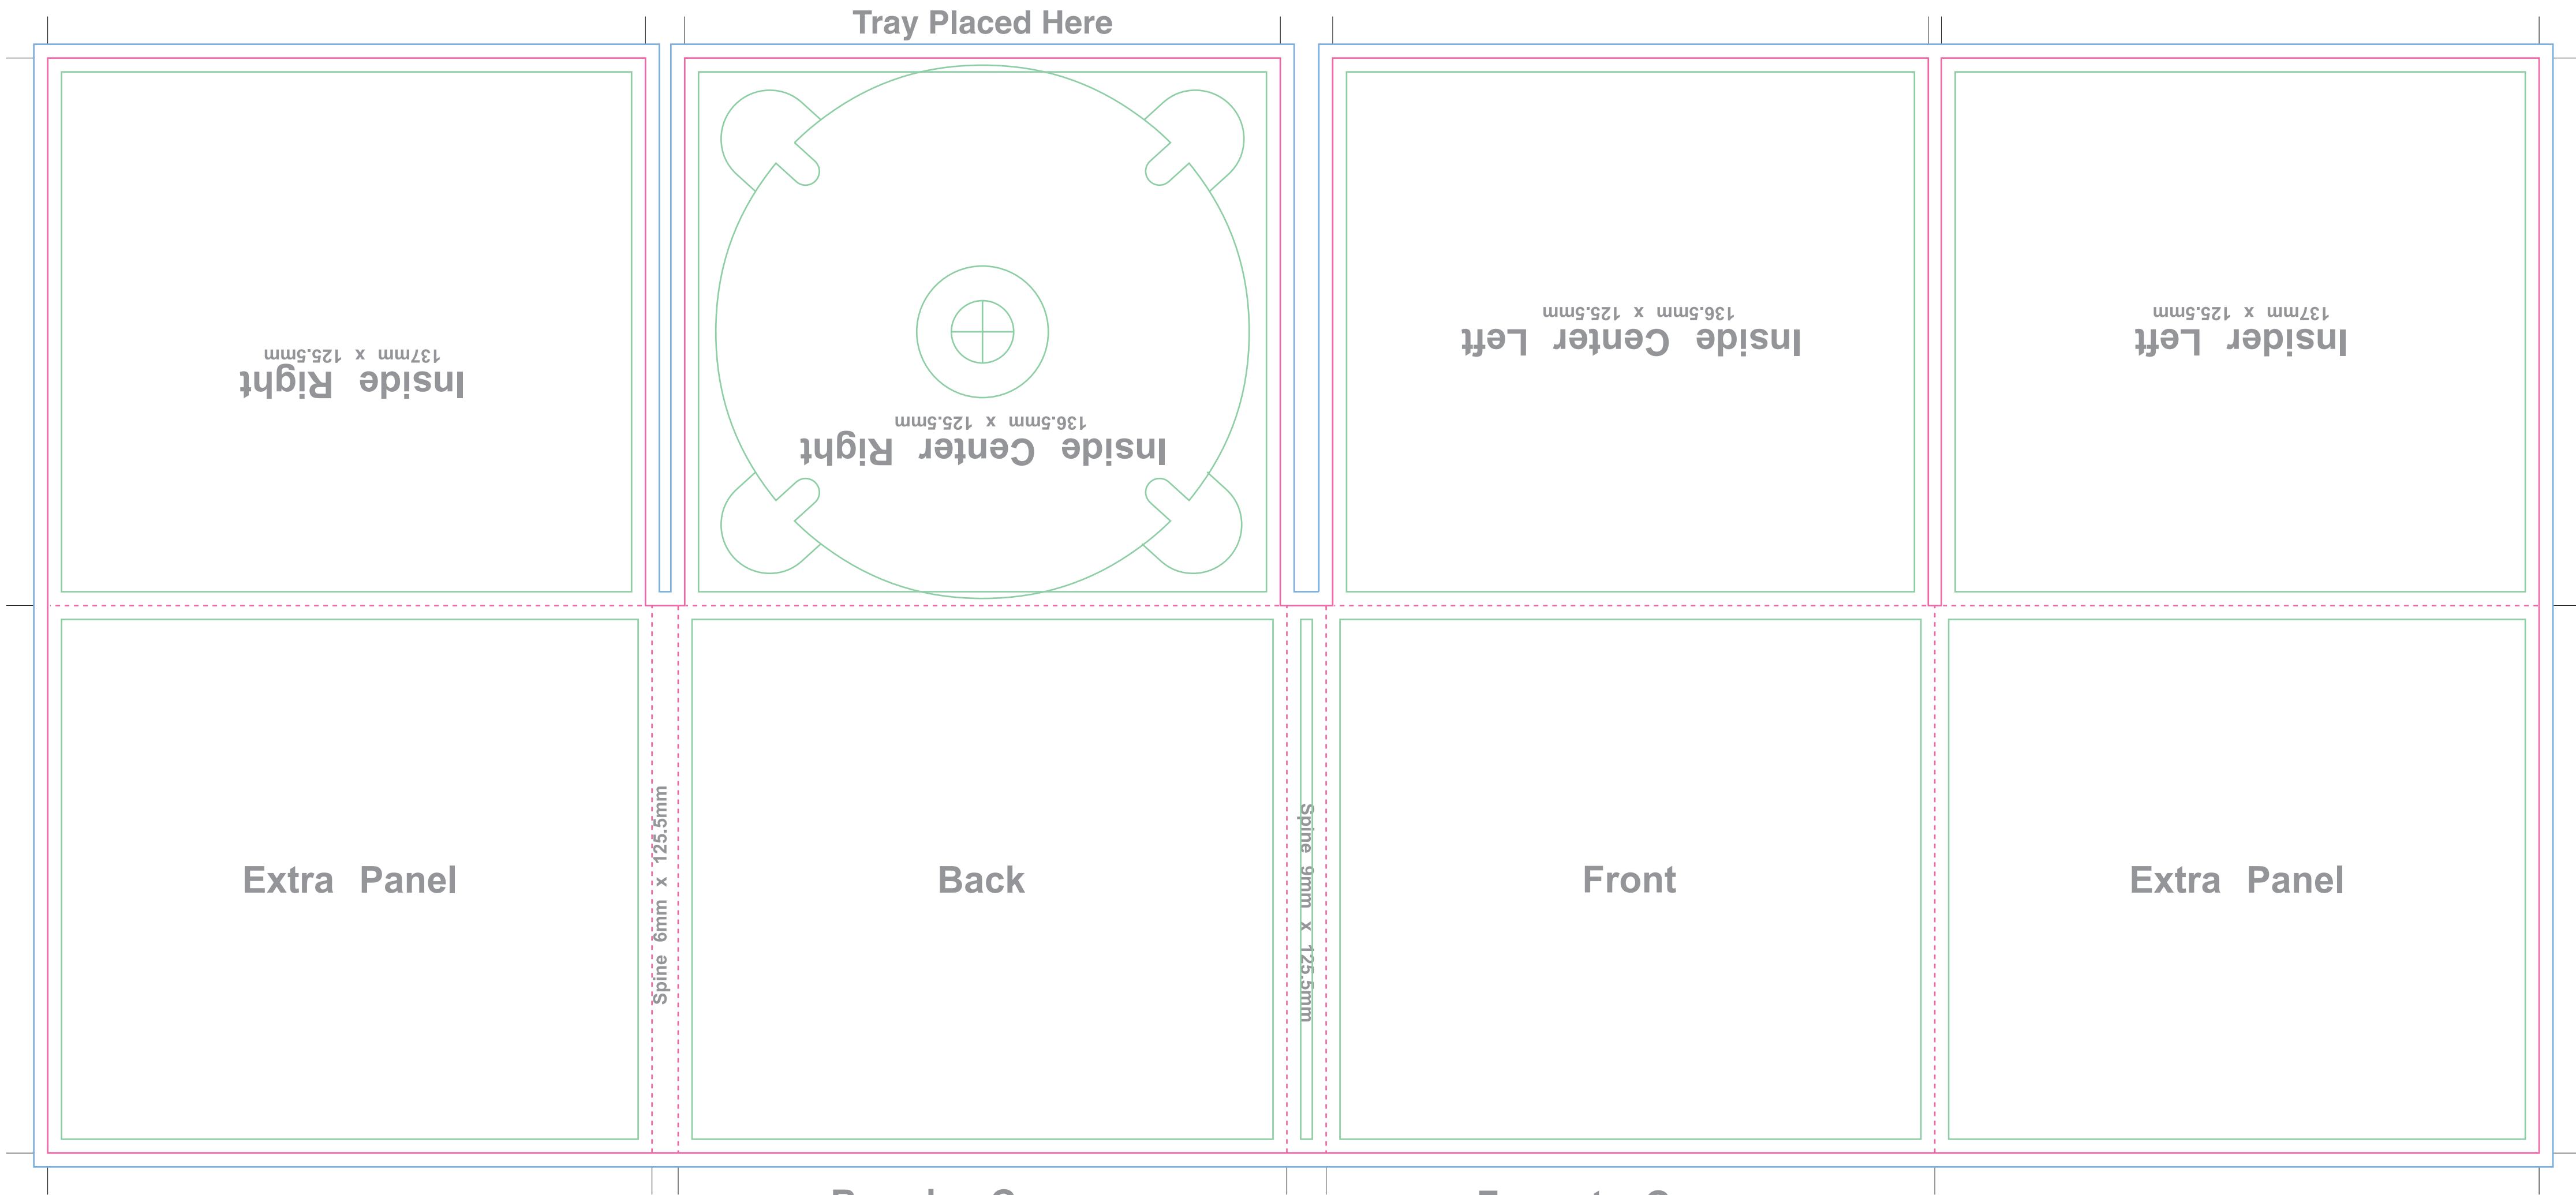 Tray Placed Here
Inside Right
137mm x 125.5mm
Inside Center Right
136.5mm x 125.5mm
Inside Center Left
136.5mm x 125.5mm
Insider Left
137mm x 125.5mm
Extra Panel
Spine 6mm x 125.5mm
Back
Spine 9mm x 125.5mm
Front
Extra Panel